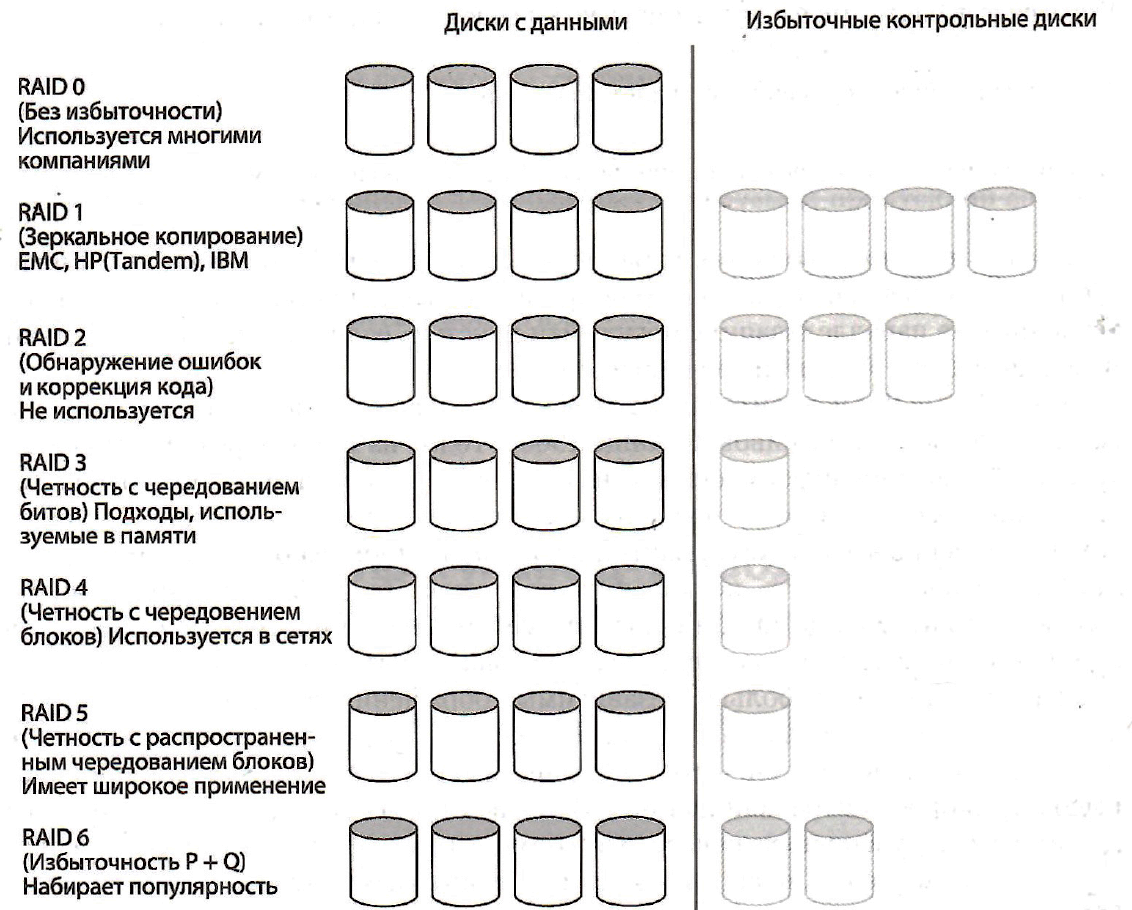 Диски с данными
Избыточные контрольные диски
RAID 0
(Без избыточности)
Используется многими
компаниями
RAID 1
(Зеркальное копирование)
EMC, HP(Tandem), IBM
RAID 2
(Обнаружение ошибок
и коррекция кода)
Не используется
RAID 3
(Четность с чередованием
битов) Подходы, исполь-
зуемые в памяти
RAID 4
(Четность с чередовением
блоков) Используется в сетях
RAID 5
(Четность с распространен-
ным чередованием блоков)
Имеет широкое применение
RAID 6
(Избыточность P + Q)
Набирает популярность